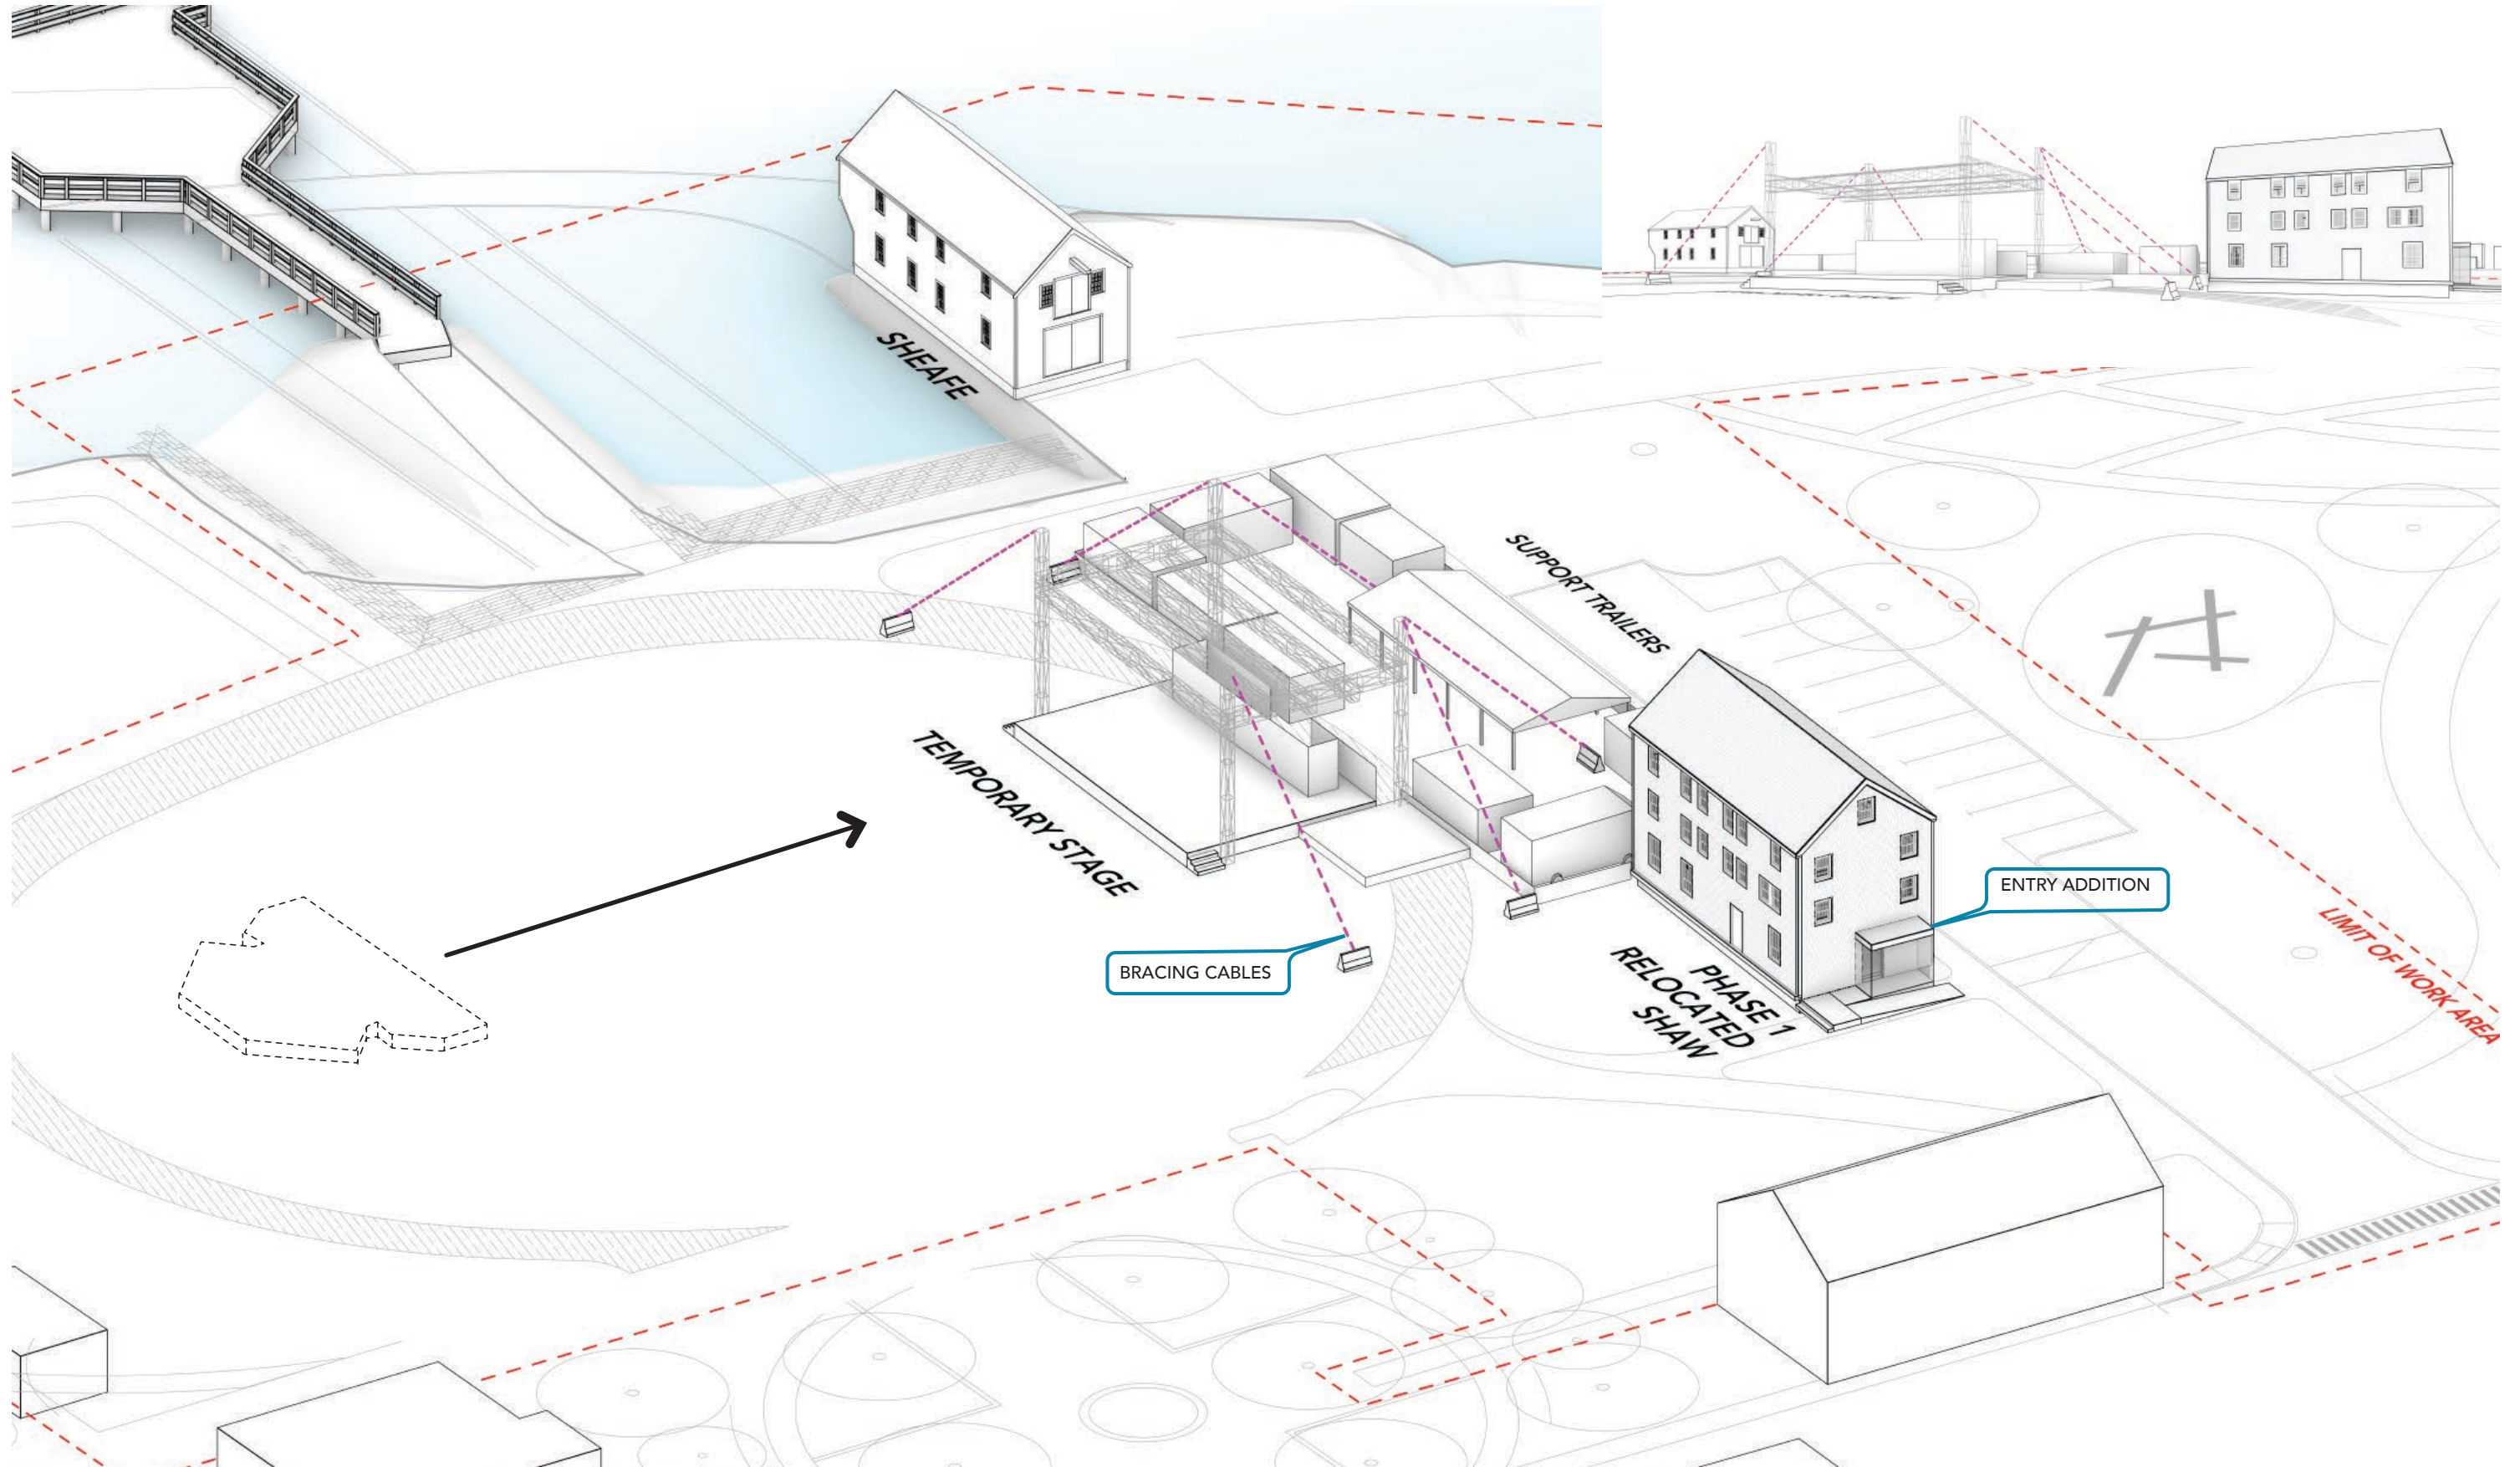 SHEAFE
SUPPORT TRAILERS
TEMPORARY STAGE
ENTRY ADDITION
LIMIT OF WORK AREA
BRACING CABLES
PHASE 1
RELOCATED
SHAW